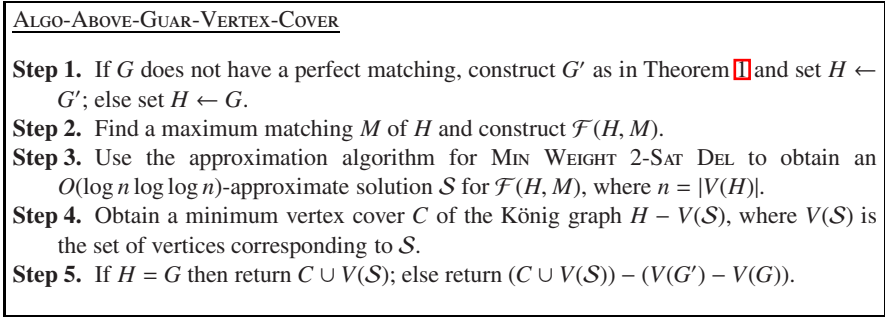 Algo-Above-Guar-Vertex-Cover
Step 1. If G does not have a perfect matching, construct G′ as in Theorem 1 and set H ←
G′; else set H ← G.
Step 2. Find a maximum matching M of H and construct ℱ(H, M).
Step 3. Use the approximation algorithm for Min Weight 2-Sat Del to obtain an
O(log n log log n)-approximate solution 𝒮 for ℱ(H, M), where n = |V(H)|.
Step 4. Obtain a minimum vertex cover C of the König graph H − V(𝒮), where V(𝒮) is
the set of vertices corresponding to 𝒮.
Step 5. If H = G then return C ∪ V(𝒮); else return (C ∪ V(𝒮)) − (V(G′) − V(G)).